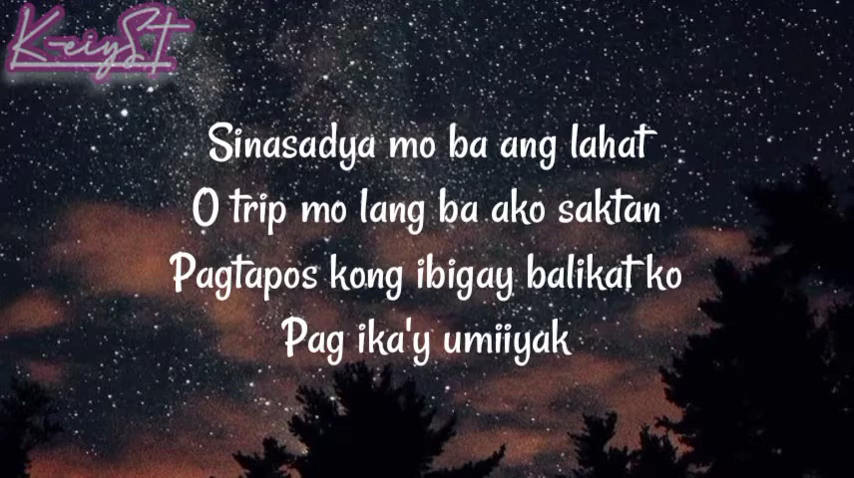 K-eiyST
Sinasadya mo ba ang lahat
O trip mo lang ba ako saktan
Pagtapos kong ibigay balikat ko
Pag ika'y umiiyak